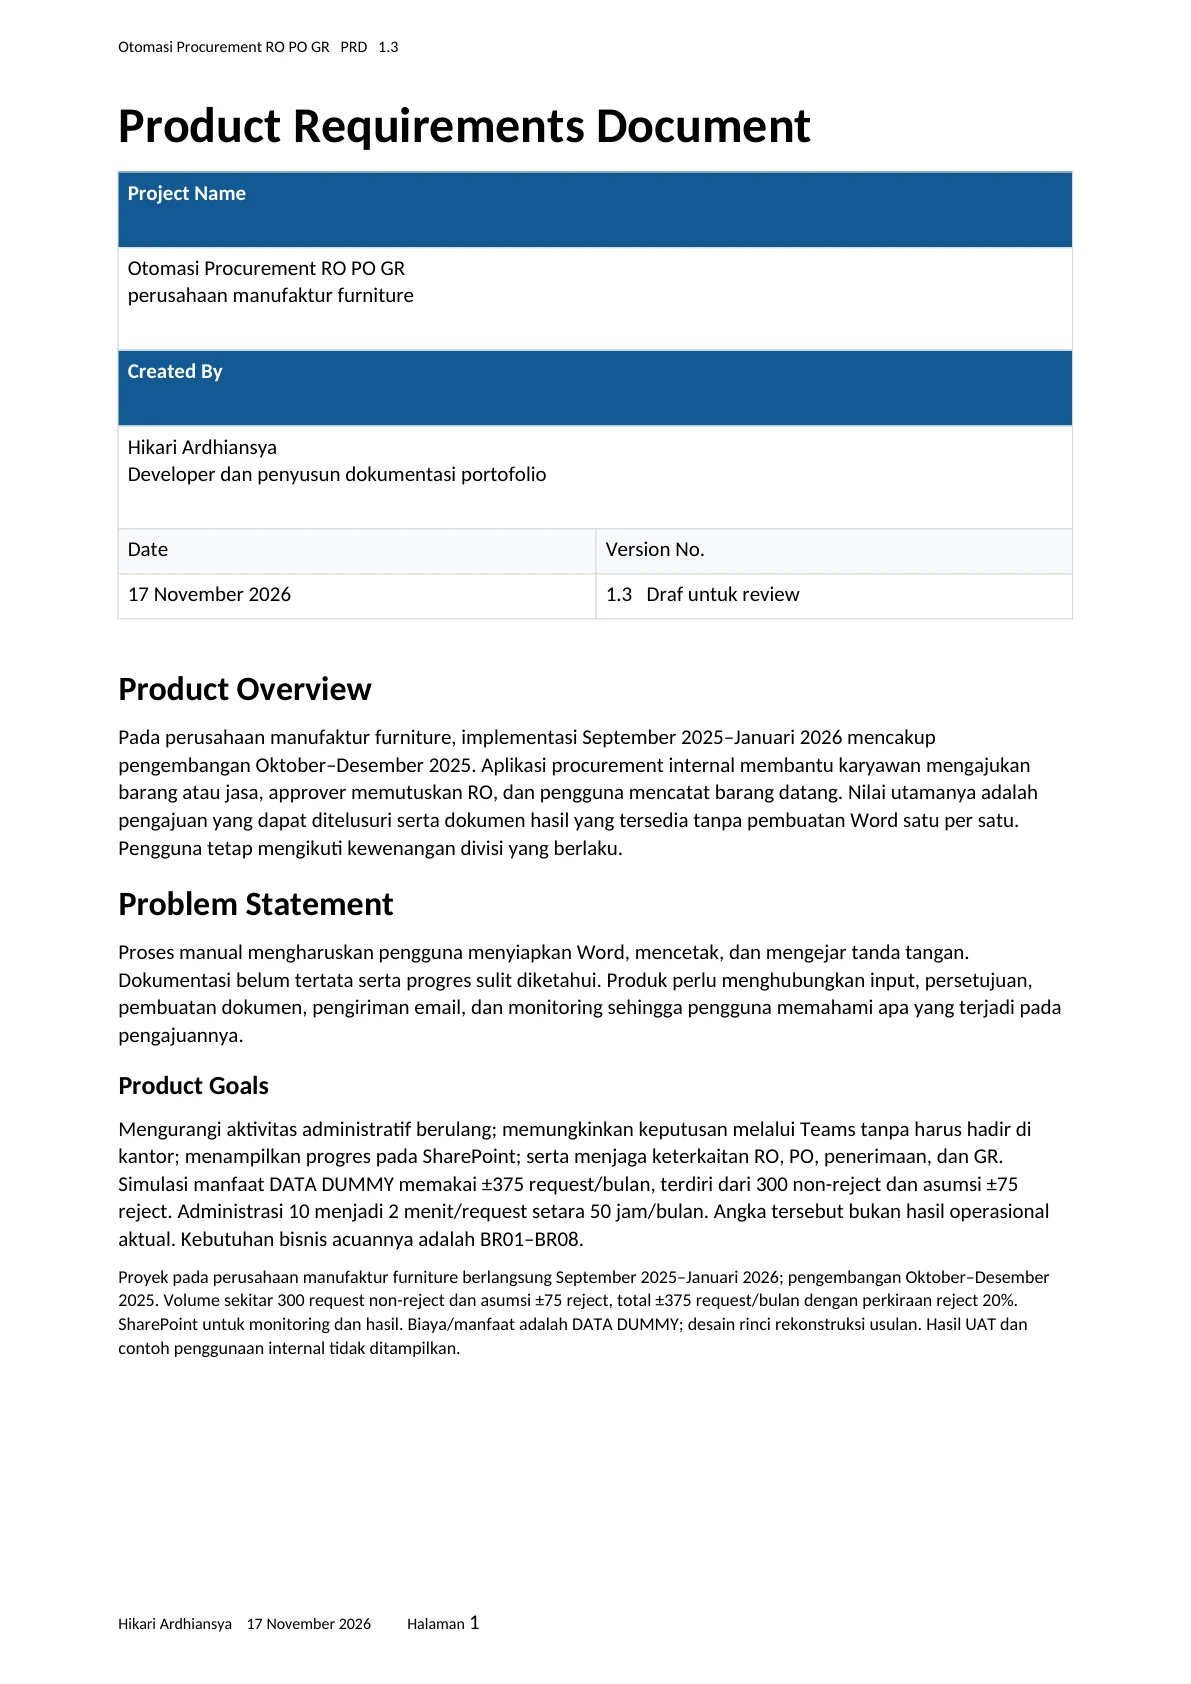 Otomasi Procurement RO PO GR PRD 1.3
Product Requirements Document
Project Name
Otomasi Procurement RO PO GR
perusahaan manufaktur furniture
Created By
Hikari Ardhiansya
Developer dan penyusun dokumentasi portofolio
Date Version No.
17 November 2026 1.3 Draf untuk review
Product Overview
Pada perusahaan manufaktur furniture, implementasi September 2025–Januari 2026 mencakup
pengembangan Oktober–Desember 2025. Aplikasi procurement internal membantu karyawan mengajukan
barang atau jasa, approver memutuskan RO, dan pengguna mencatat barang datang. Nilai utamanya adalah
pengajuan yang dapat ditelusuri serta dokumen hasil yang tersedia tanpa pembuatan Word satu per satu.
Pengguna tetap mengikuti kewenangan divisi yang berlaku.
Problem Statement
Proses manual mengharuskan pengguna menyiapkan Word, mencetak, dan mengejar tanda tangan.
Dokumentasi belum tertata serta progres sulit diketahui. Produk perlu menghubungkan input, persetujuan,
pembuatan dokumen, pengiriman email, dan monitoring sehingga pengguna memahami apa yang terjadi pada
pengajuannya.
Product Goals
Mengurangi aktivitas administratif berulang; memungkinkan keputusan melalui Teams tanpa harus hadir di
kantor; menampilkan progres pada SharePoint; serta menjaga keterkaitan RO, PO, penerimaan, dan GR.
Simulasi manfaat DATA DUMMY memakai ±375 request/bulan, terdiri dari 300 non-reject dan asumsi ±75
reject. Administrasi 10 menjadi 2 menit/request setara 50 jam/bulan. Angka tersebut bukan hasil operasional
aktual. Kebutuhan bisnis acuannya adalah BR01–BR08.
Proyek pada perusahaan manufaktur furniture berlangsung September 2025–Januari 2026; pengembangan Oktober–Desember
2025. Volume sekitar 300 request non-reject dan asumsi ±75 reject, total ±375 request/bulan dengan perkiraan reject 20%.
SharePoint untuk monitoring dan hasil. Biaya/manfaat adalah DATA DUMMY; desain rinci rekonstruksi usulan. Hasil UAT dan
contoh penggunaan internal tidak ditampilkan.
Hikari Ardhiansya 17 November 2026 Halaman 1